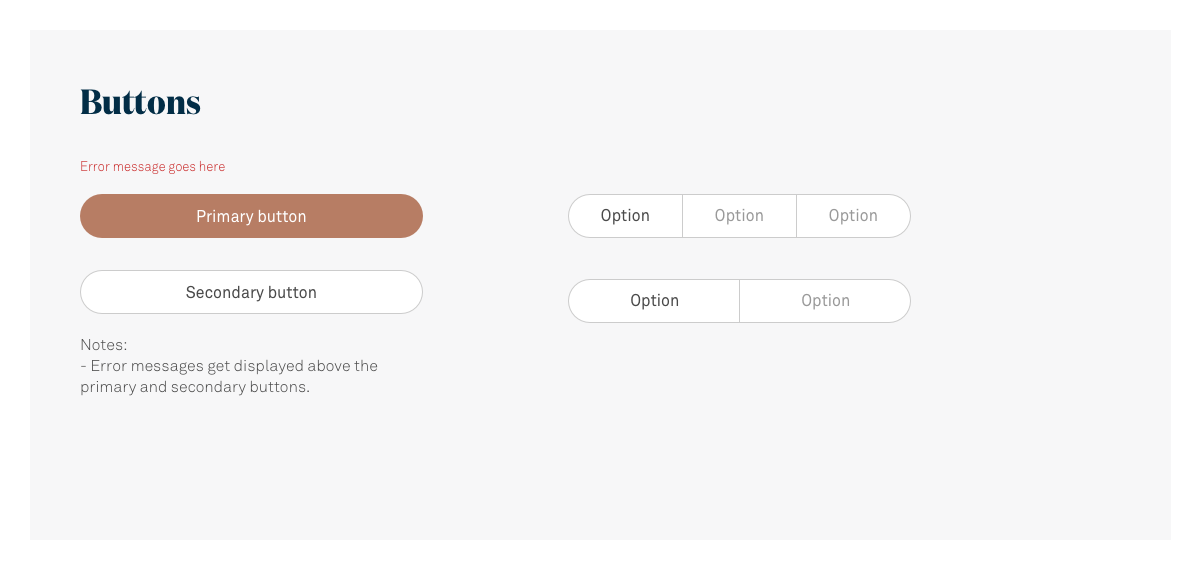 Buttons
Error message goes here
Primary button
Secondary button
Notes:
- Error messages get displayed above the
primary and secondary buttons.
Option Option Option
Option Option